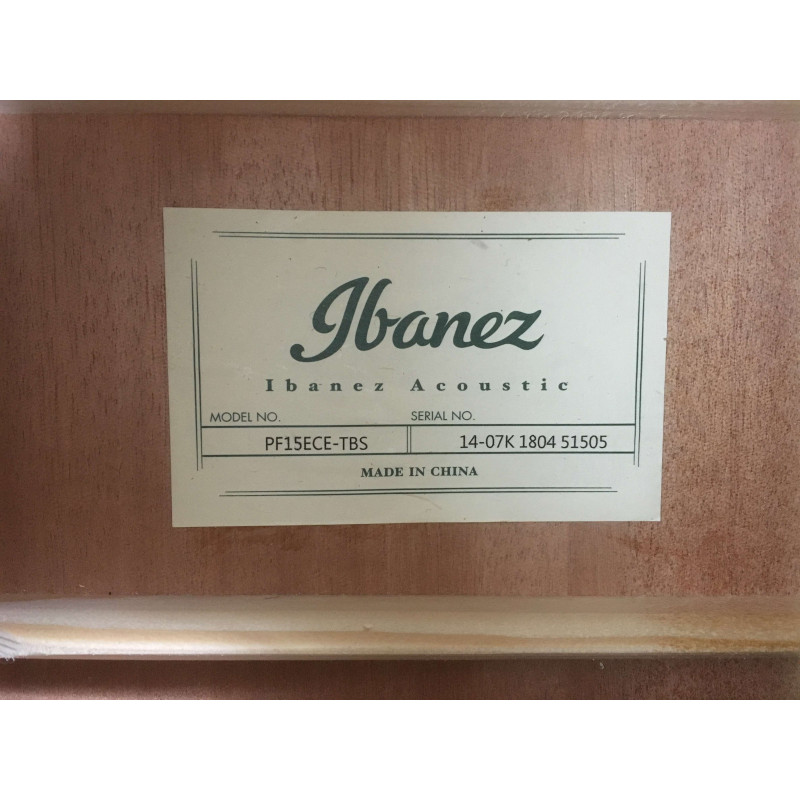 Ibanez
Ibanez Acoustic
MODEL NO. SERIAL NO.
PF15ECE-TBS 14-07K 1804 51505
MADE IN CHINA